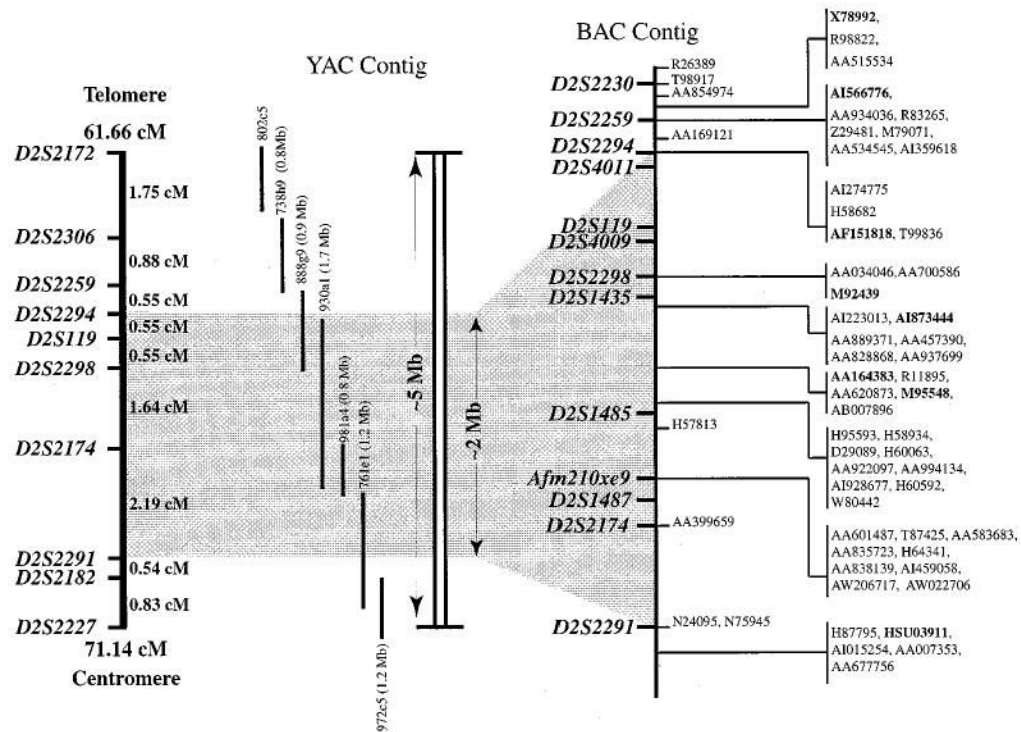 YAC Contig
BAC Contig
Telomere
61.66 cM
D2S2172
1.75 cM
D2S2306
0.88 cM
D2S2259
0.55 cM
D2S2294
0.55 cM
D2S119
0.55 cM
D2S2298
1.64 cM
D2S2174
2.19 cM
D2S2291
0.54 cM
D2S2182
0.83 cM
D2S2227
71.14 cM
Centromere
802c5 (0.8Mb)
738h9
888g9 (0.9 Mb)
930a1 (1.7 Mb)
981a4 (0.8 Mb)
761e1 (1.2 Mb)
972c5 (1.2 Mb)
~5 Mb
~2 Mb
D2S2230
D2S2259
D2S2294
D2S4011
D2S119
D2S4009
D2S2298
D2S1435
D2S1485
Afm210xe9
D2S1487
D2S2174
D2S2291
R26389
T98917
AA854974
AA169121
H57813
AA399659
N24095, N75945
X78992,
R98822,
AA515534
AI566776,
AA934036, R83265,
Z29481, M79071,
AA534545, AI359618
AI274775
H58682
AF151818, T99836
AA034046,AA700586
M92439
AI223013, AI873444
AA889371, AA457390,
AA828868, AA937699
AA164383, R11895,
AA620873, M95548,
AB007896
H95593, H58934,
D29089, H60063,
AA922097, AA994134,
AI928677, H60592,
W80442
AA601487, T87425, AA583683,
AA835723, H64341,
AA838139, AI459058,
AW206717, AW022706
H87795, HSU03911,
AI015254, AA007353,
AA677756